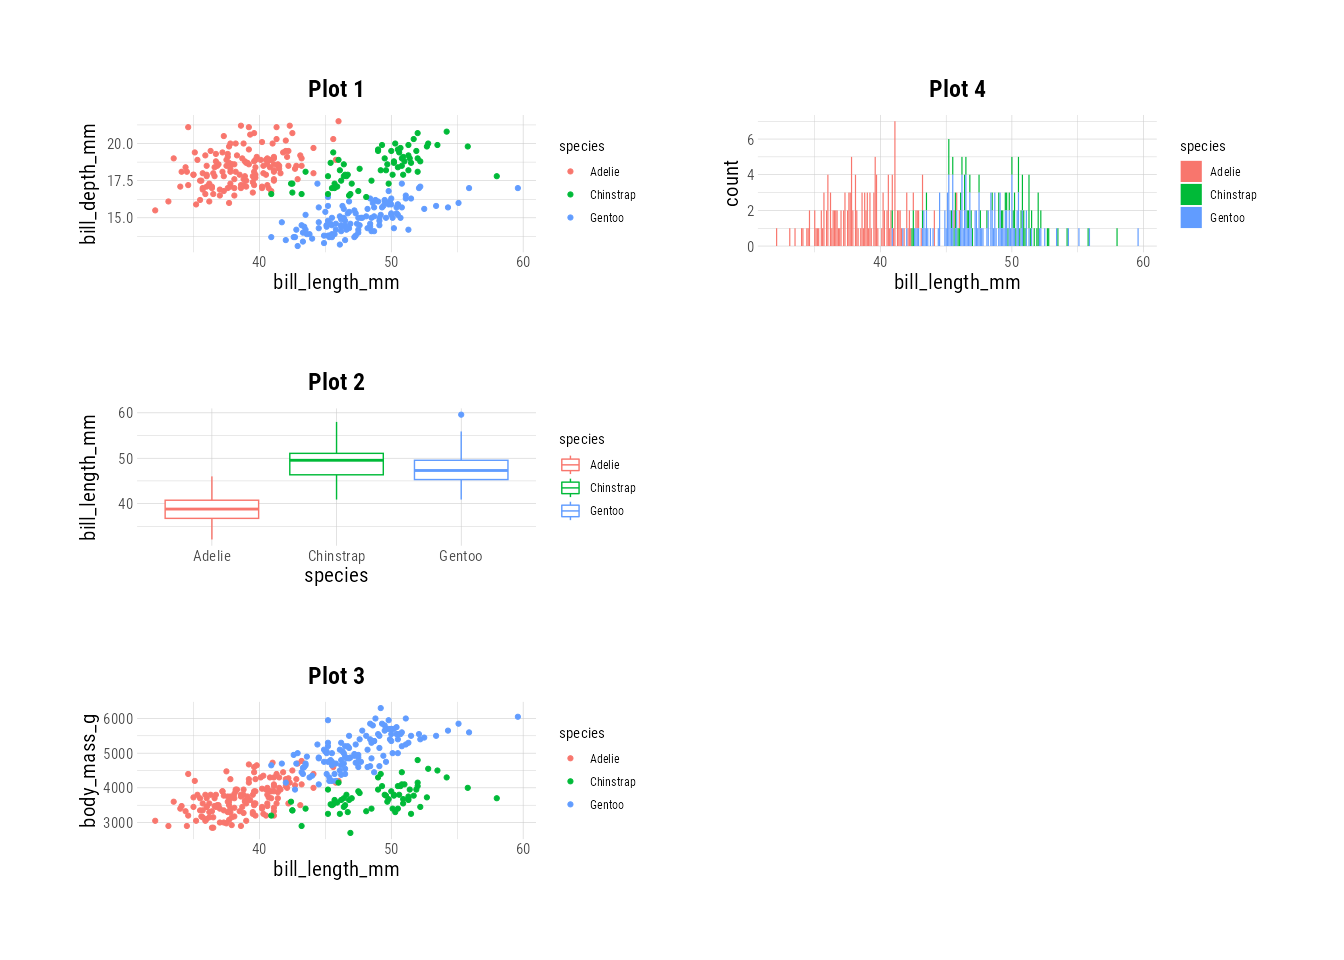 Plot 1
bill_depth_mm
20.0
17.5
15.0
40 50 60
bill_length_mm
species
Adelie
Chinstrap
Gentoo
Plot 4
count
6
4
2
0
40 50 60
bill_length_mm
species
Adelie
Chinstrap
Gentoo
Plot 2
bill_length_mm
60
50
40
Adelie Chinstrap Gentoo
species
species
Adelie
Chinstrap
Gentoo
Plot 3
body_mass_g
6000
5000
4000
3000
40 50 60
bill_length_mm
species
Adelie
Chinstrap
Gentoo